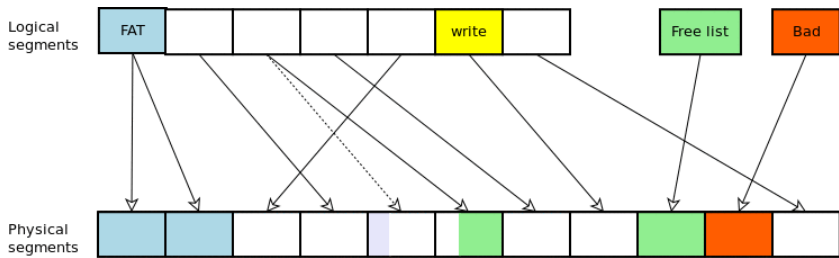 Logical
segments
FAT
write
Free list
Bad
Physical
segments